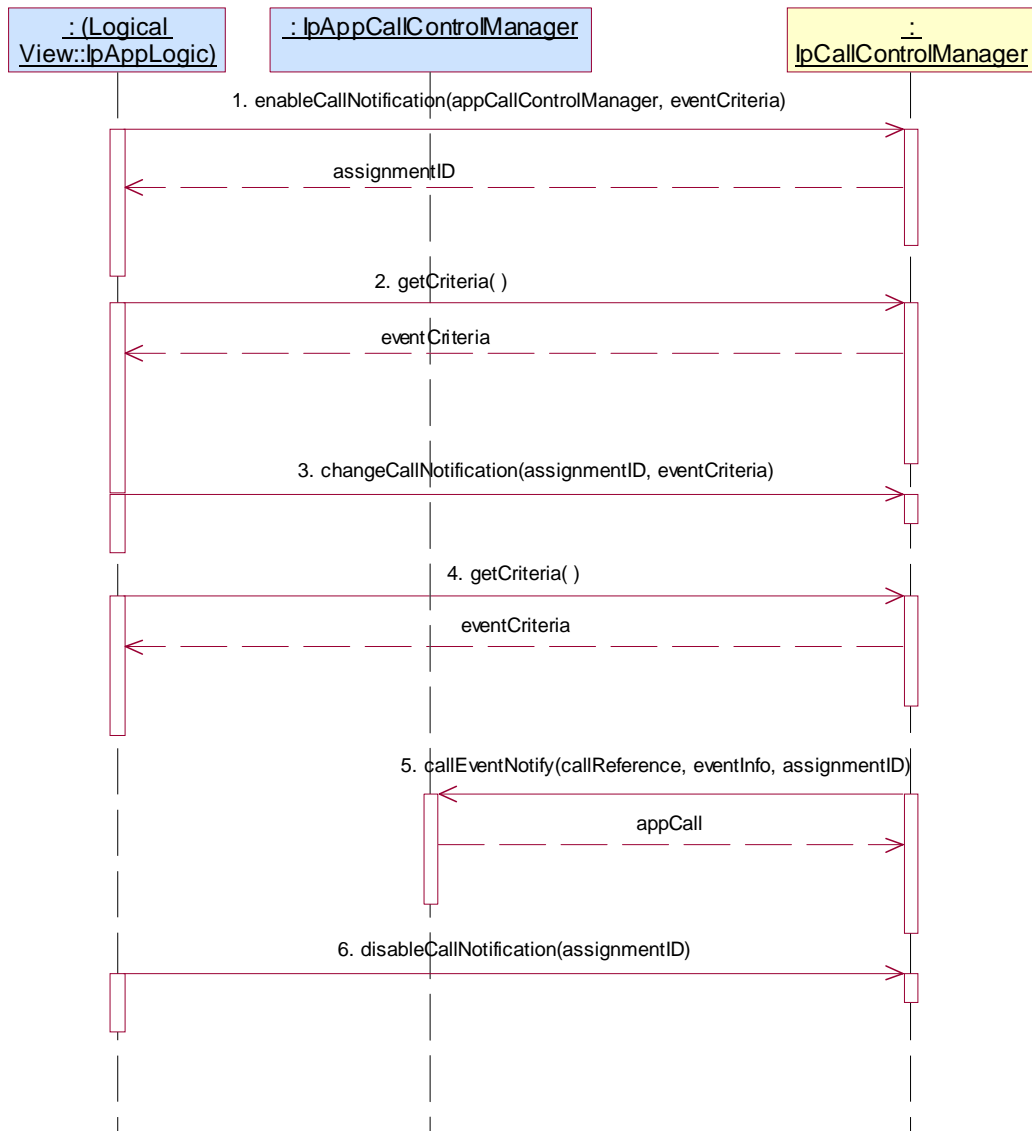 : (Logical
View::IpAppLogic)
: IpAppCallControlManager
:
IpCallControlManager
1. enableCallNotification(appCallControlManager, eventCriteria)
assignmentID
2. getCriteria( )
eventCriteria
3. changeCallNotification(assignmentID, eventCriteria)
4. getCriteria( )
eventCriteria
5. callEventNotify(callReference, eventInfo, assignmentID)
appCall
6. disableCallNotification(assignmentID)